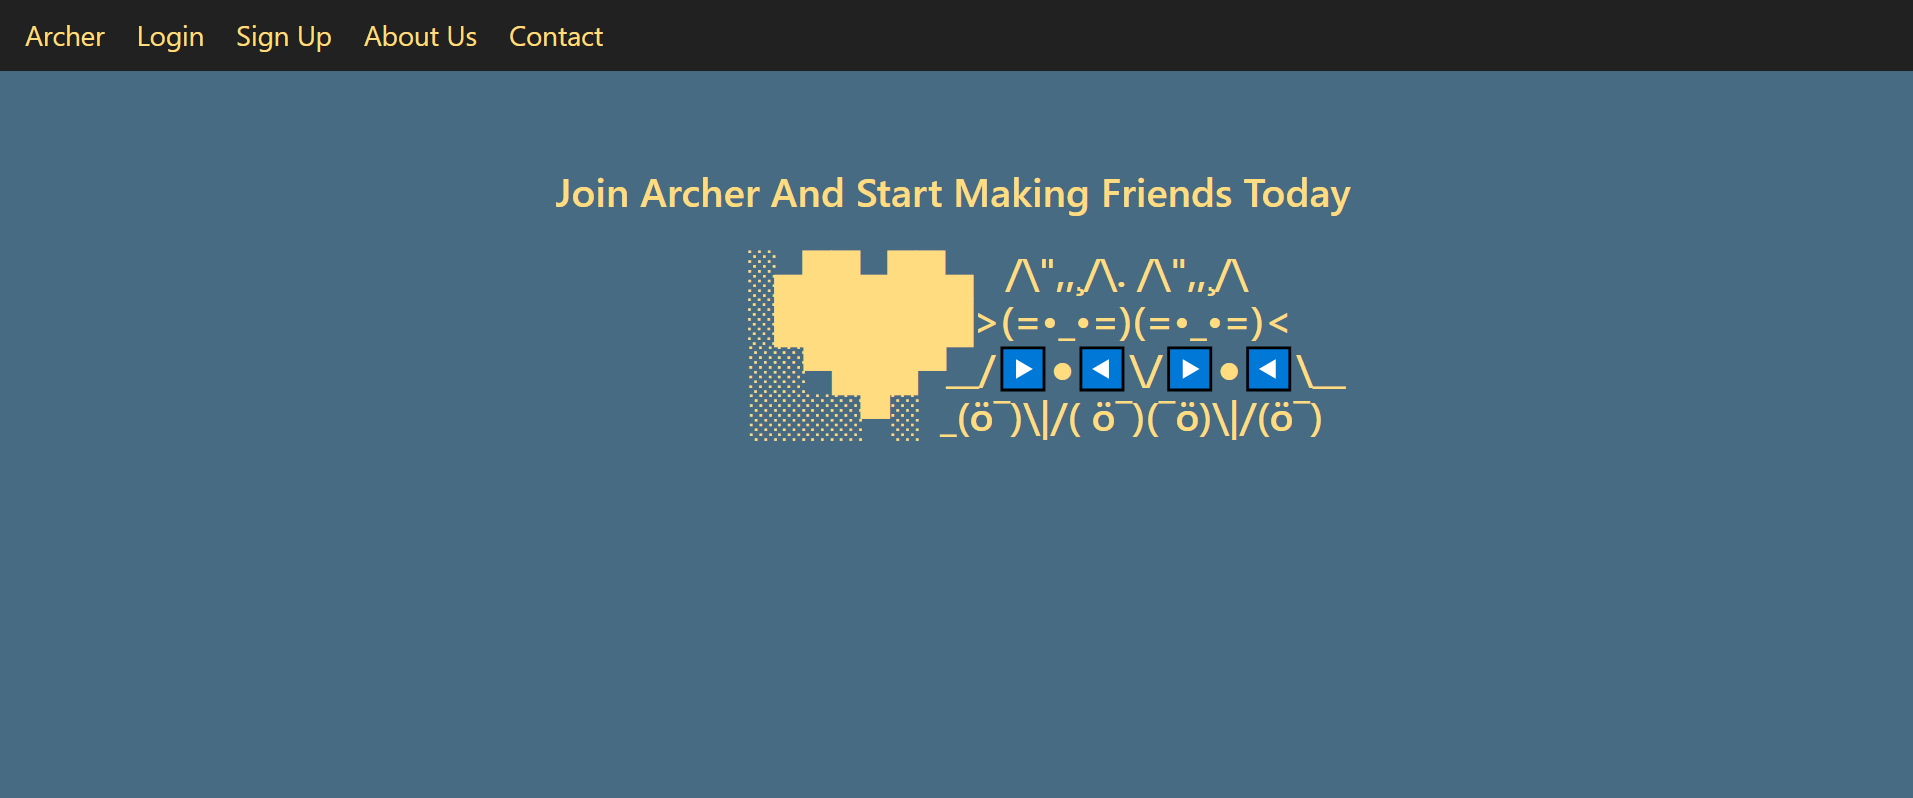 Archer Login Sign Up About Us Contact
Join Archer And Start Making Friends Today
░▄██▄██▄ /\",,¸/\. /\",,¸/\
░███████>(=•_•=)(=•_•=)<
░░▀███▀__/▶️●◀️\/▶️●◀️\__
░░░░▀░ _(ö¯)\|/( ö¯)(¯ö)\|/(ö¯)